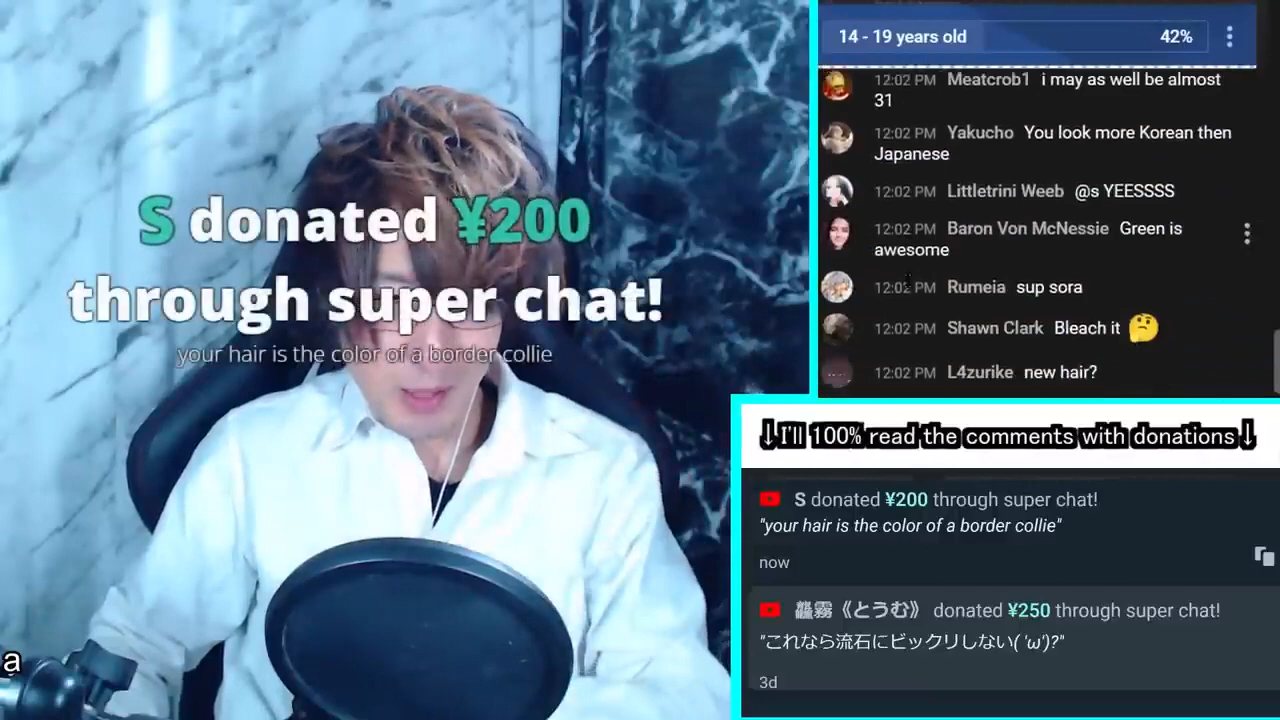 S donated ¥200
through super chat!
your hair is the color of a border collie
a
14 - 19 years old 42%
12:02 PM Meatcrob1 i may as well be almost
31
12:02 PM Yakucho You look more Korean then
Japanese
12:02 PM Littletrini Weeb @s YEESSSS
12:02 PM Baron Von McNessie Green is
awesome
12:02 PM Rumeia sup sora
12:02 PM Shawn Clark Bleach it 🤔
12:02 PM L4zurike new hair?
↓I'll 100% read the comments with donations↓
S donated ¥200 through super chat!
"your hair is the color of a border collie"
now
霧《とうむ》 donated ¥250 through super chat!
"これなら流石にビックリしない( 'ω')?"
3d